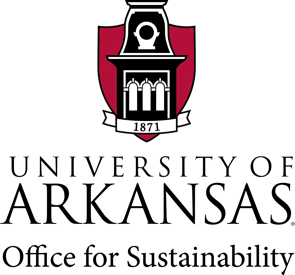 1871
UNIVERSITY OF
ARKANSAS
Office for Sustainability